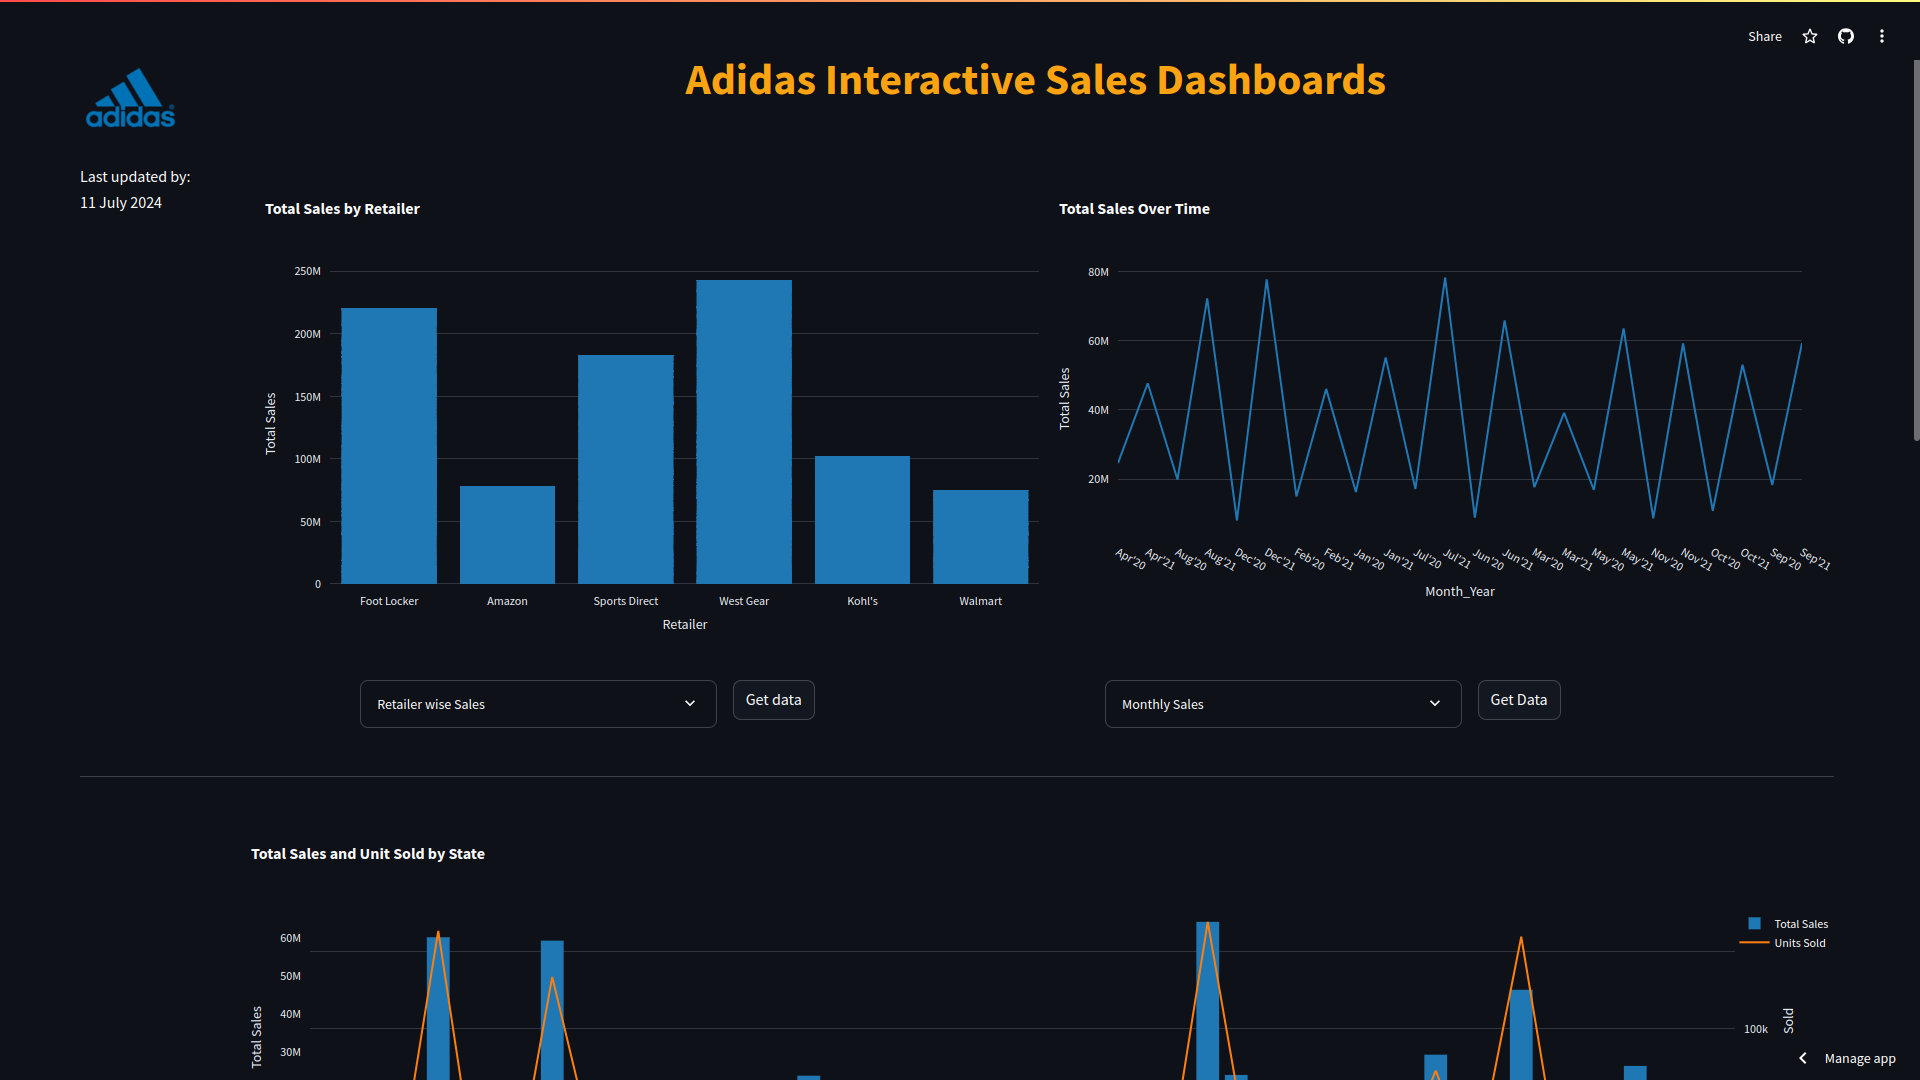 Share
Adidas Interactive Sales Dashboards
adidas
Last updated by:
11 July 2024
Total Sales by Retailer
250M
200M
150M
100M
50M
0
Total Sales
Foot Locker Amazon Sports Direct West Gear Kohl's Walmart
Retailer
Total Sales Over Time
80M
60M
40M
20M
Total Sales
Apr'20 Apr'21 Aug'20 Aug'21 Dec'20 Dec'21 Feb'20 Feb'21 Jan'20 Jan'21 Jul'20 Jul'21 Jun'20 Jun'21 Mar'20 Mar'21 May'20 May'21 Nov'20 Nov'21 Oct'20 Oct'21 Sep'20 Sep'21
Month_Year
Retailer wise Sales
Get data
Monthly Sales
Get Data
Total Sales and Unit Sold by State
60M
50M
40M
30M
Total Sales
Total Sales
Units Sold
100k
Sold
Manage app